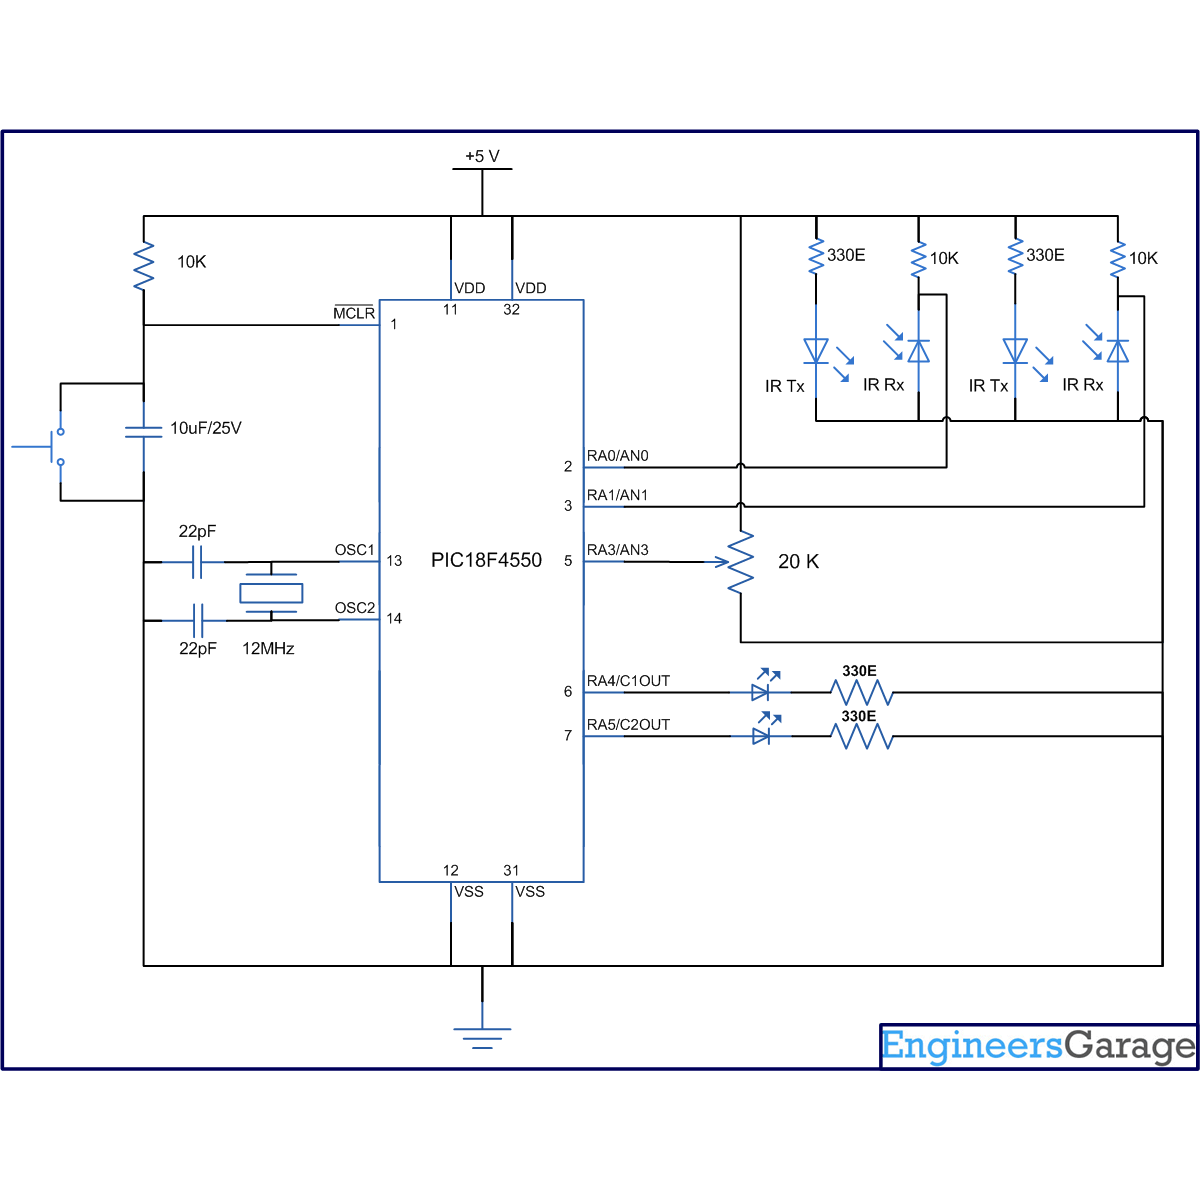 +5 V
10K
330E
10K
330E
10K
VDD
VDD
11
32
MCLR
1
IR Tx
IR Rx
IR Tx
IR Rx
10uF/25V
RA0/AN0
2
RA1/AN1
3
22pF
OSC1
13
PIC18F4550
RA3/AN3
5
20 K
OSC2
14
22pF
12MHz
RA4/C1OUT
6
330E
RA5/C2OUT
7
330E
12
31
VSS
VSS
EngineersGarage